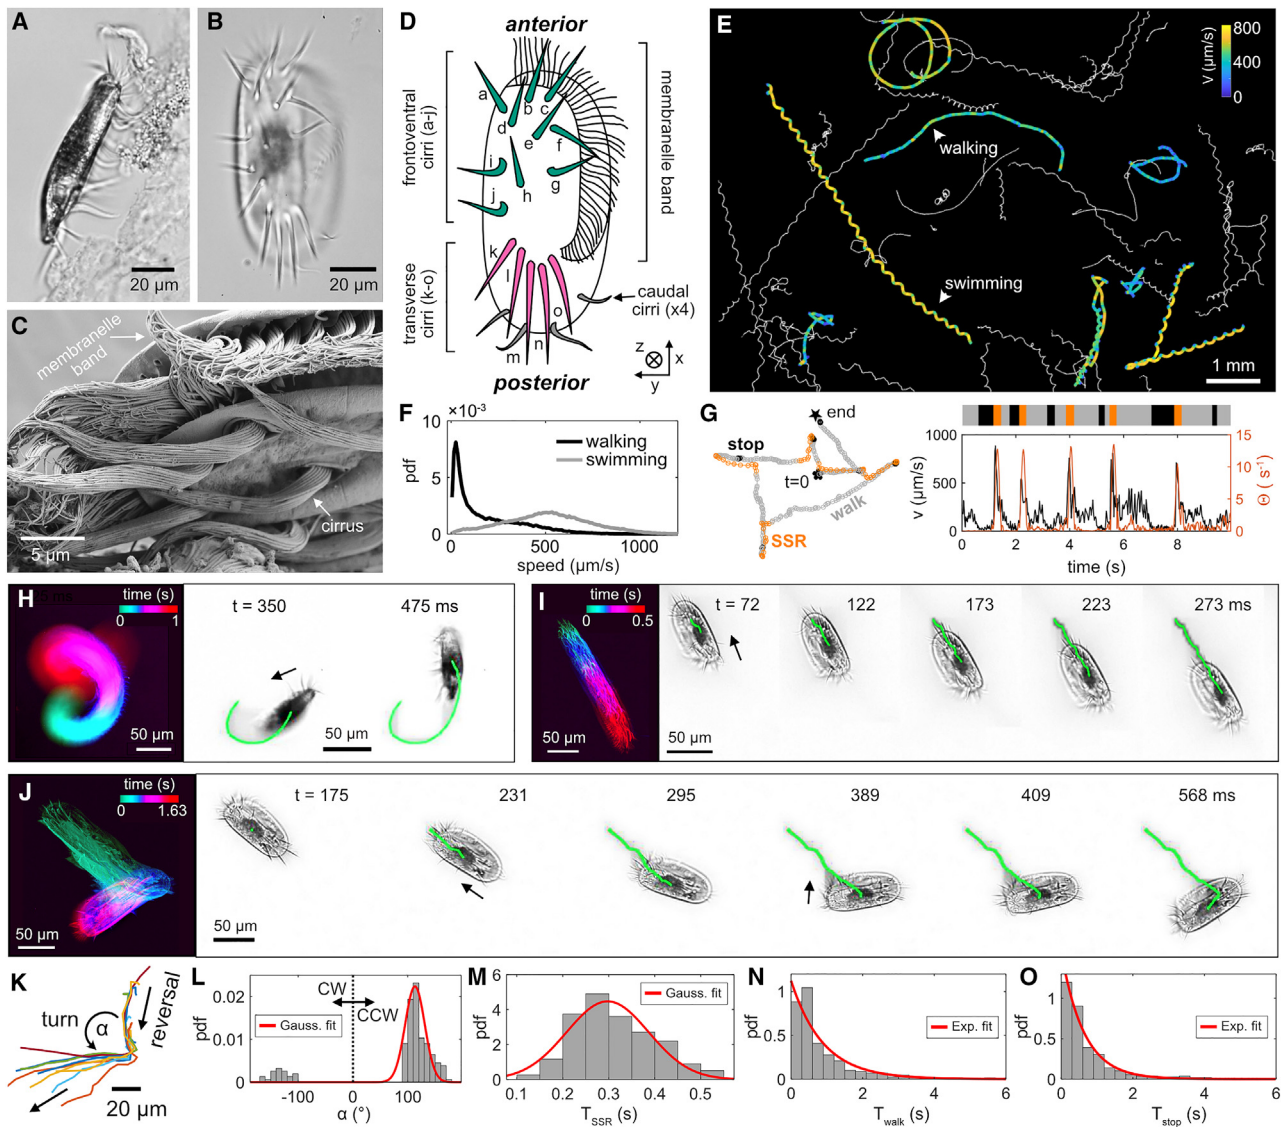 A
20 µm
B
20 µm
C
membranelle
band
cirrus
5 µm
D
anterior
frontoventral
cirri (a-j)
transverse
cirri (k-o)
membranelle band
a
b
c
d
e
f
g
h
i
j
k
l
m
n
o
caudal
cirri (x4)
z
x
y
posterior
E
V (µm/s)
800
400
0
walking
swimming
1 mm
F
×10⁻³
10
5
0
pdf
walking
swimming
0
500
1000
speed (µm/s)
G
end
stop
t=0
walk
SSR
1000
500
0
v (µm/s)
15
10
5
0
Θ (s⁻¹)
0
2
4
6
8
time (s)
H
time (s)
0
1
50 µm
t = 350
475 ms
50 µm
50 µm
I
time (s)
0
0.5
50 µm
t = 72
122
173
223
273 ms
50 µm
J
time (s)
0
1.63
50 µm
t = 175
231
295
389
409
568 ms
50 µm
K
turn
α
reversal
20 µm
L
0.02
0.01
0
pdf
CW
CCW
Gauss. fit
-100
0
100
α (°)
M
6
4
2
0
pdf
Gauss. fit
0.1
0.2
0.3
0.4
0.5
T_SSR (s)
N
1
0.5
0
pdf
Exp. fit
0
2
4
6
T_walk (s)
O
1
0.5
0
pdf
Exp. fit
0
2
4
6
T_stop (s)